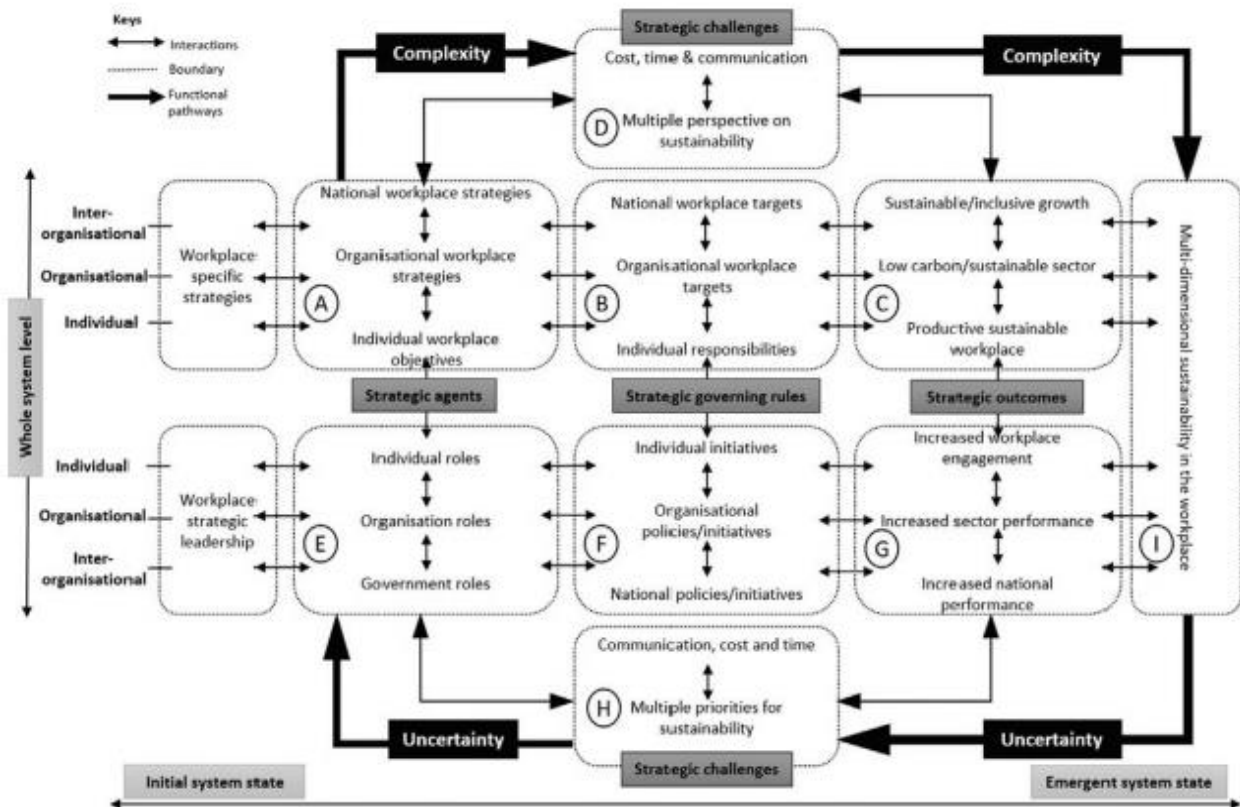 Keys
Interactions
Boundary
Functional
pathways
Strategic challenges
Complexity
Complexity
Cost, time & communication
D
Multiple perspective on
sustainability
Whole system level
Inter-
organisational
Organisational
Individual
Workplace-
specific
strategies
A
National workplace strategies
Organisational workplace
strategies
Individual workplace
objectives
B
National workplace targets
Organisational workplace
targets
Individual responsibilities
C
Sustainable/inclusive growth
Low carbon/sustainable sector
Productive sustainable
workplace
Multi-dimensional sustainability in the workplace
I
Strategic agents
Strategic governing rules
Strategic outcomes
Individual
Organisational
Inter-
organisational
Workplace-
strategic
leadership
E
Individual roles
Organisation roles
Government roles
F
Individual initiatives
Organisational
policies/initiatives
National policies/initiatives
G
Increased workplace
engagement
Increased sector performance
Increased national
performance
Communication, cost and time
H
Multiple priorities for
sustainability
Uncertainty
Uncertainty
Strategic challenges
Initial system state
Emergent system state